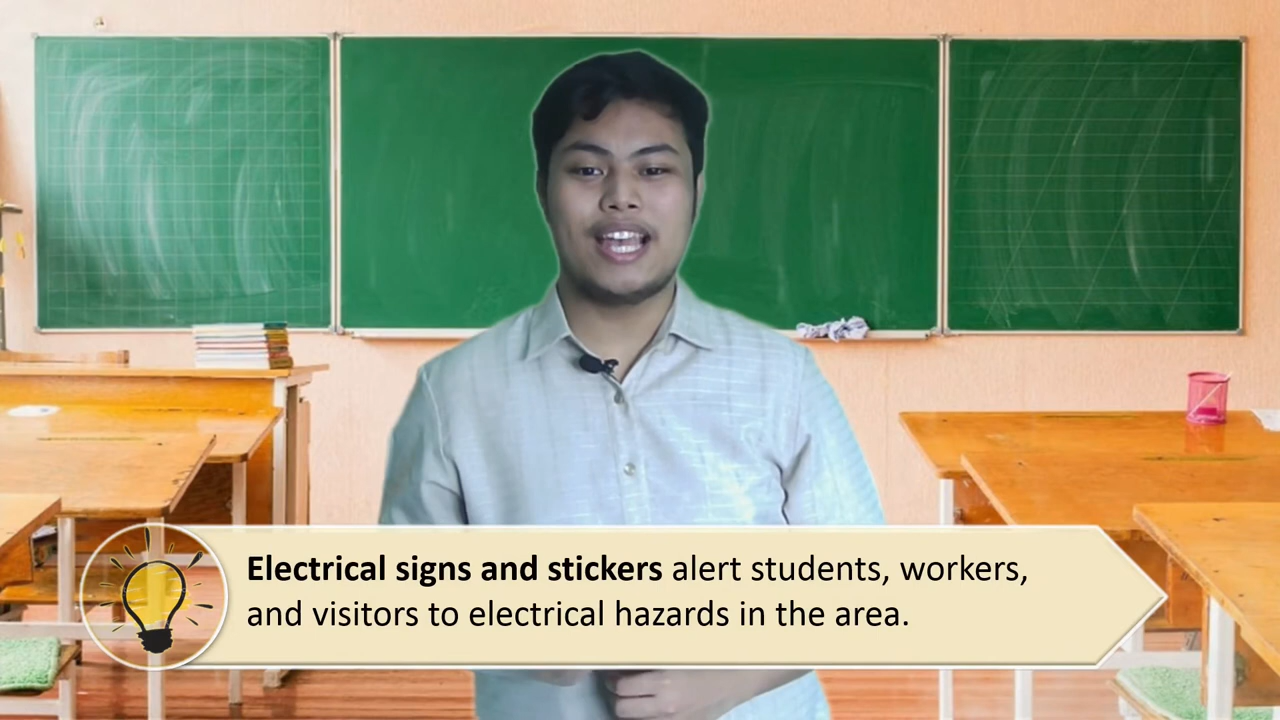 Electrical signs and stickers alert students, workers,
and visitors to electrical hazards in the area.